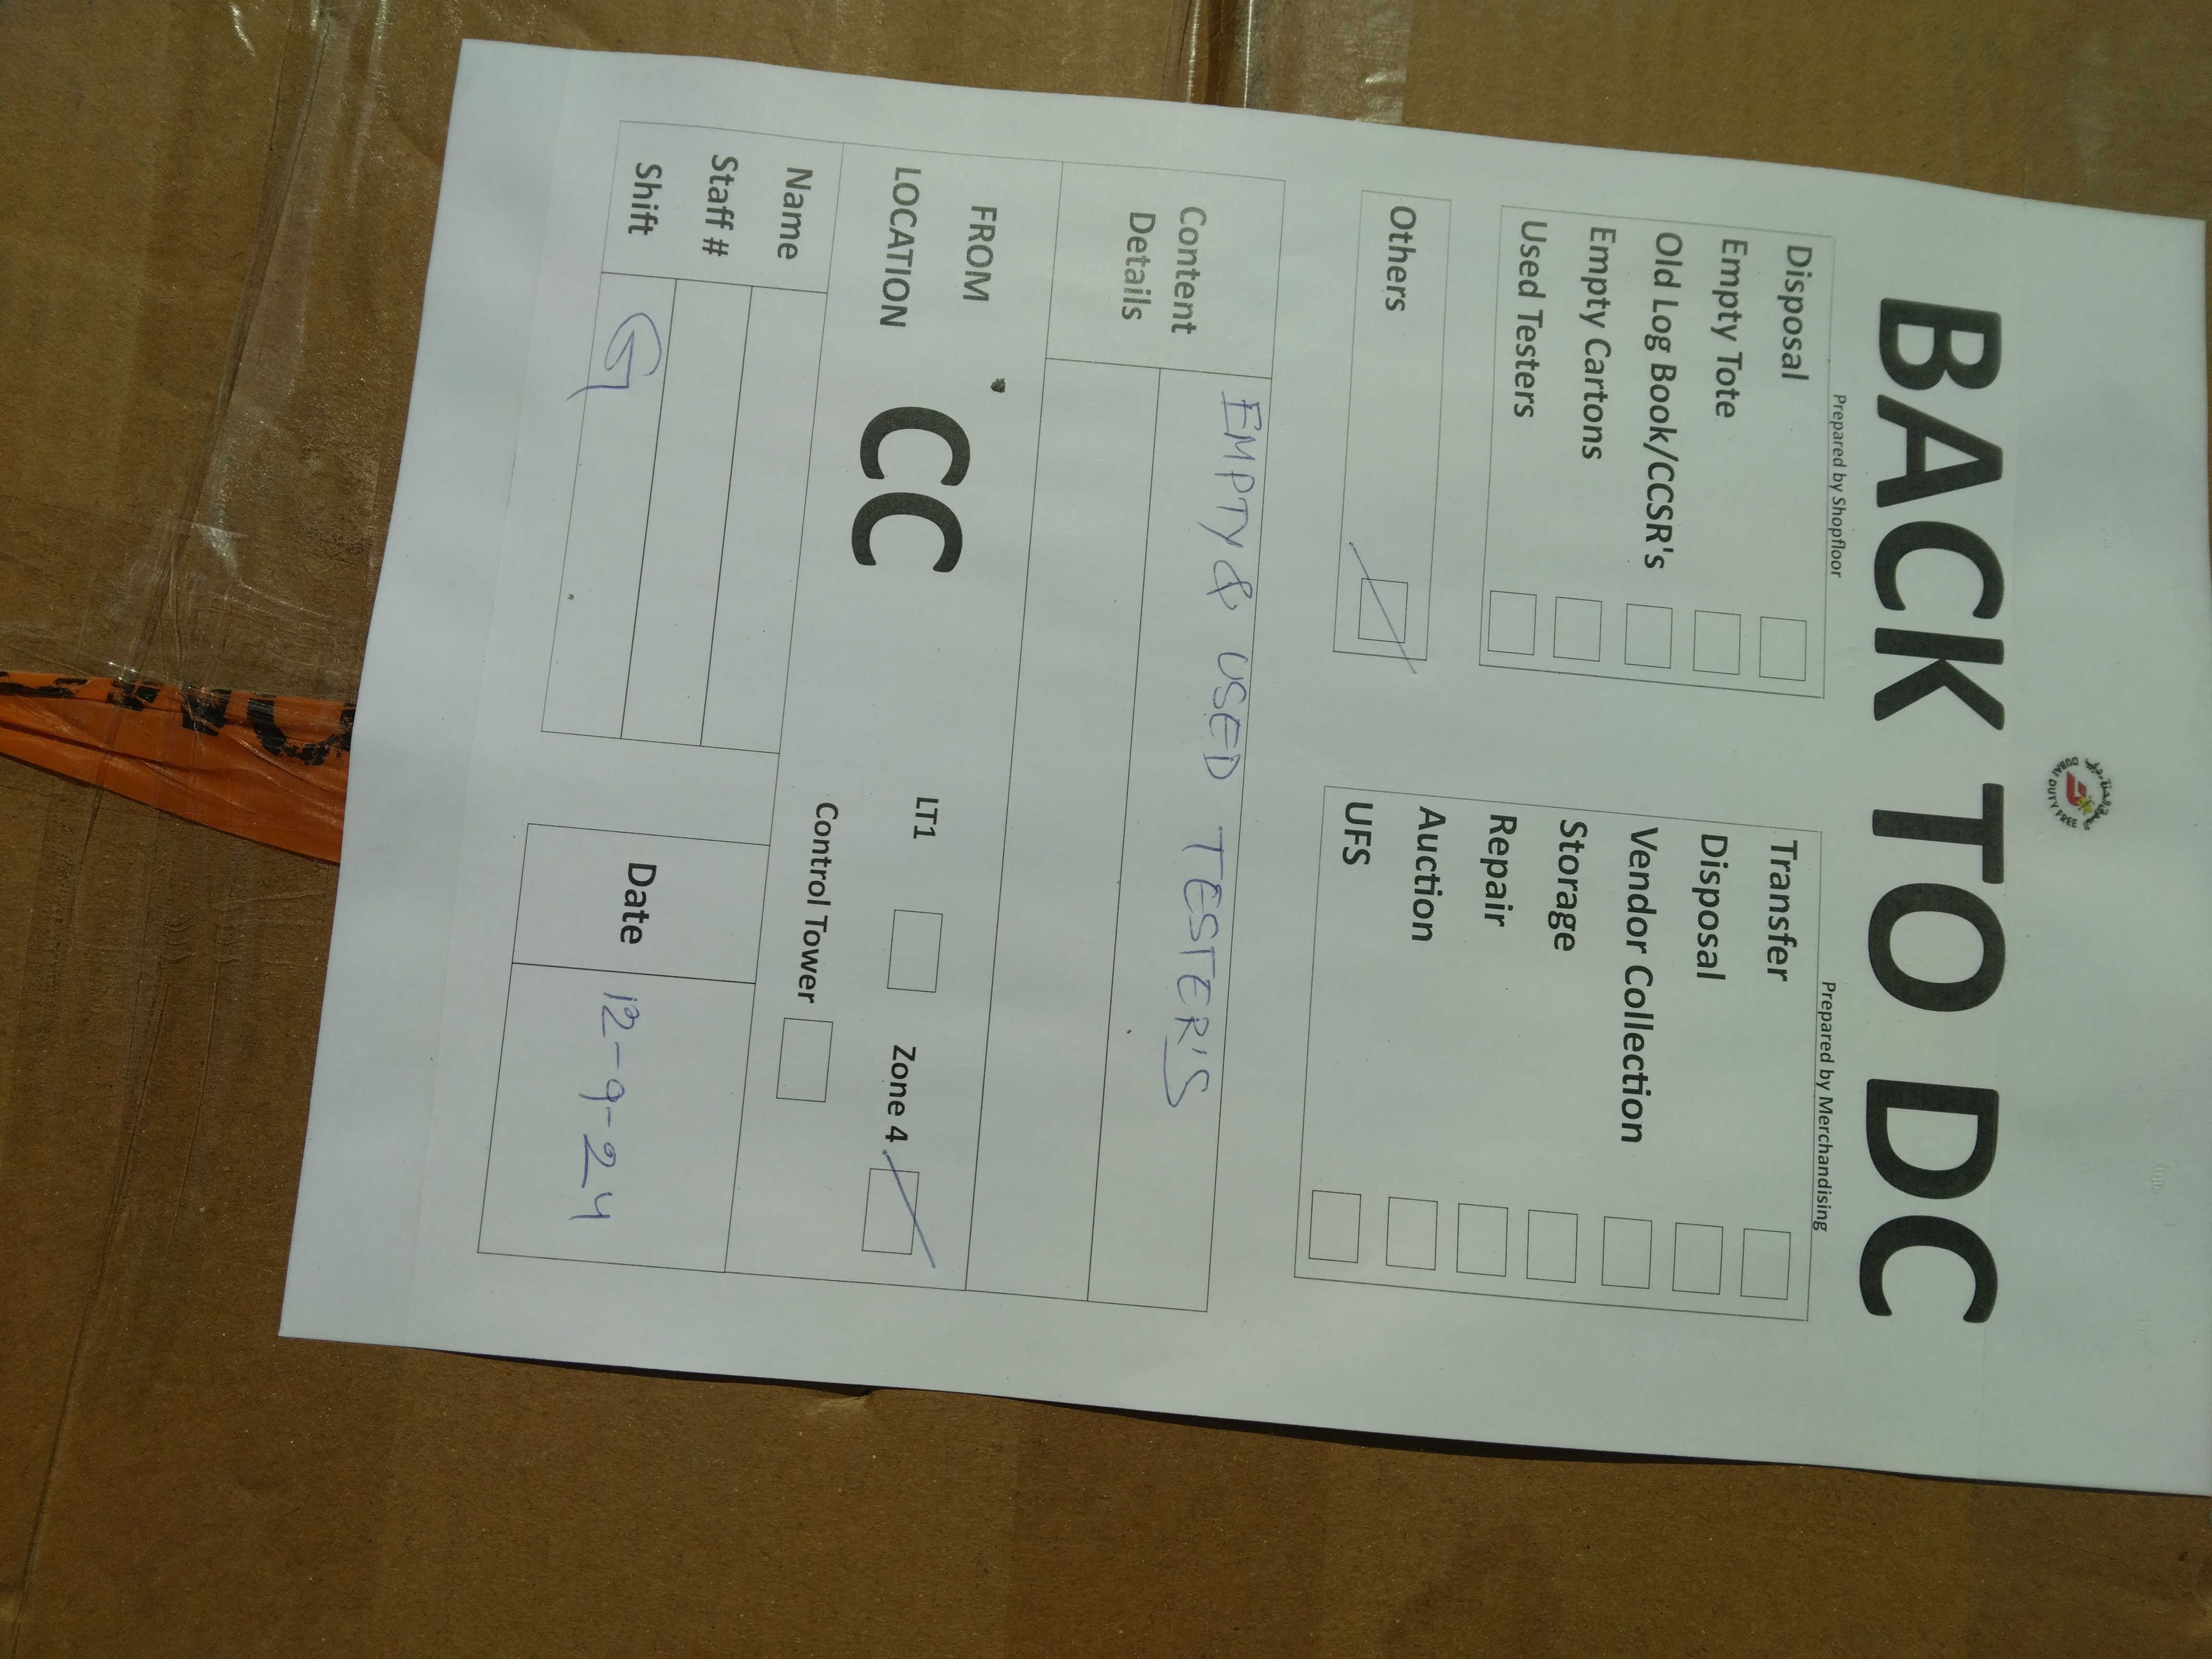 DUBAI DUTY FREE
BACK TO DC
Prepared by Shopfloor
Disposal
Empty Tote
Old Log Book/CCSR's
Empty Cartons
Used Testers
Others
Prepared by Merchandising
Transfer
Disposal
Vendor Collection
Storage
Repair
Auction
UFS
Content Details
EMPTY & USED TESTER'S
FROM
LOCATION
CC
LT1
Zone 4
Control Tower
Name
Staff #
Shift
G
Date
12-9-24